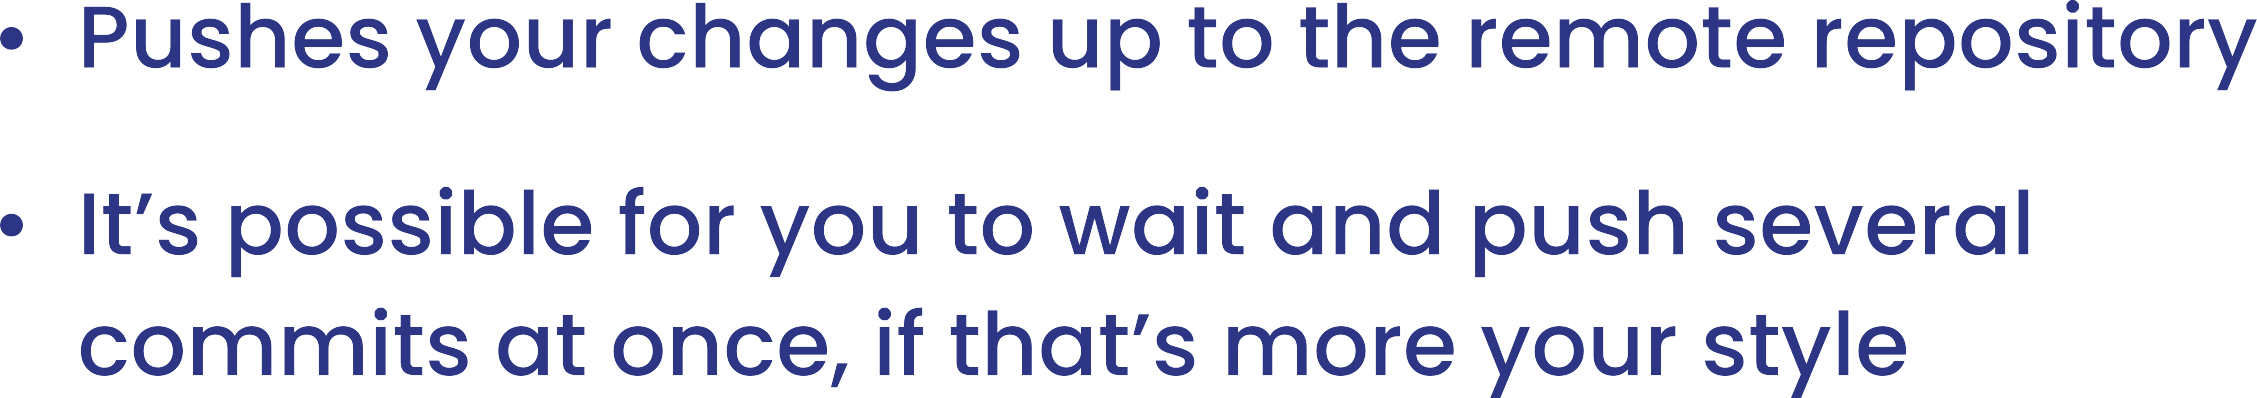 • Pushes your changes up to the remote repository
• It’s possible for you to wait and push several
commits at once, if that’s more your style